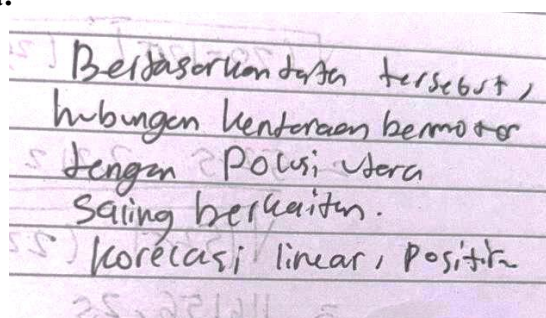 Berdasarkan data tersebut,
hubungan kendaraan bermotor
dengan Polusi udara
saling berkaitan.
Korelasi linear, Positif